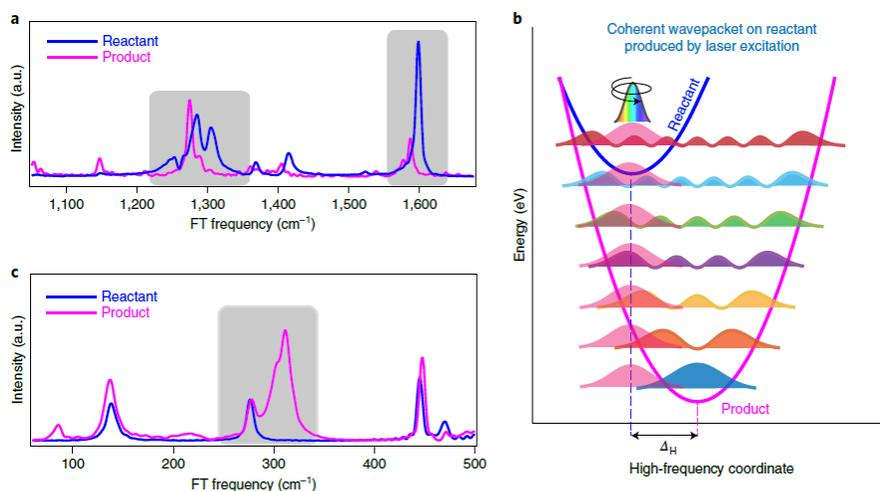 a
Reactant
Product
Intensity (a.u.)
1,100
1,200
1,300
1,400
1,500
1,600
FT frequency (cm⁻¹)
b
Coherent wavepacket on reactant
produced by laser excitation
Reactant
Energy (eV)
Product
Δ_H
High-frequency coordinate
c
Reactant
Product
Intensity (a.u.)
100
200
300
400
500
FT frequency (cm⁻¹)